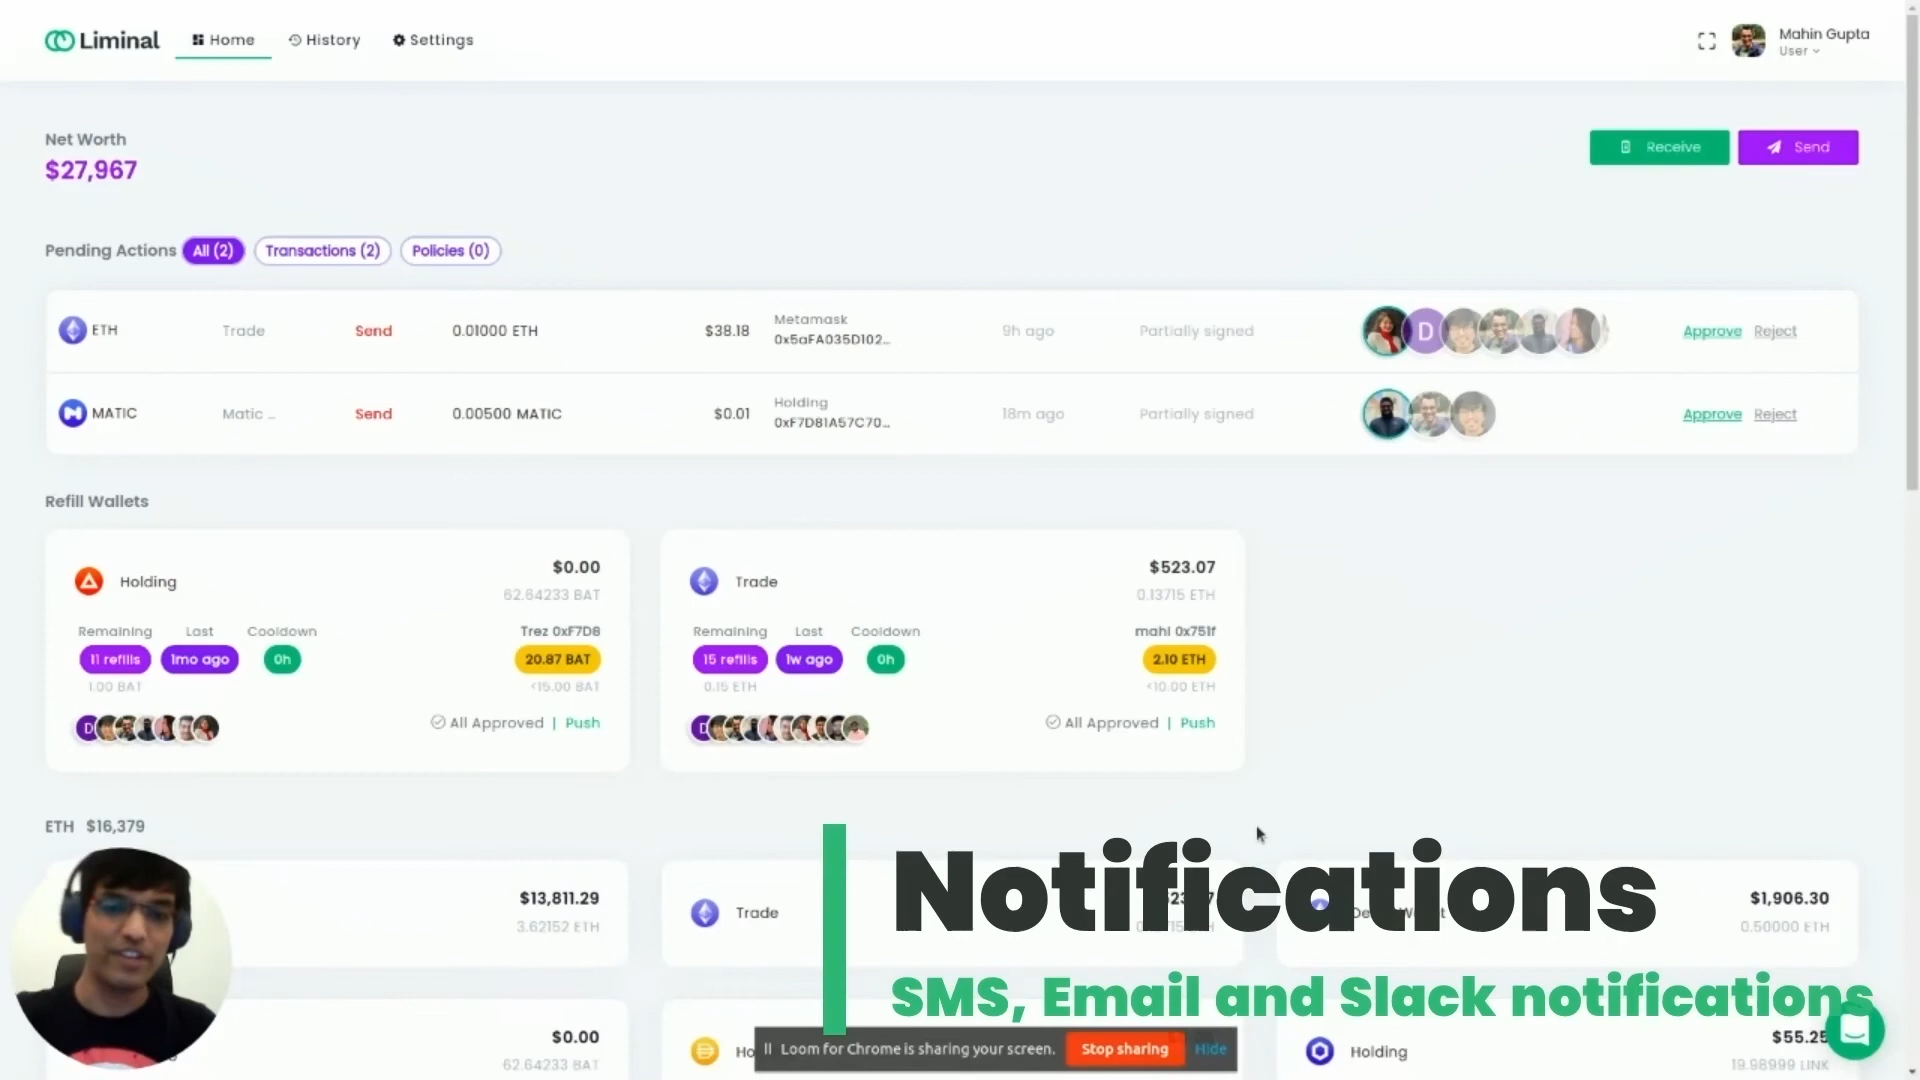 Liminal
Home
History
Settings
Mahin Gupta
User
Net Worth
$27,967
Receive
Send
Pending Actions
All (2)
Transactions (2)
Policies (0)
ETH
Trade
Send
0.01000 ETH
$38.18
Metamask
0x5aFA035D102...
9h ago
Partially signed
D
Approve
Reject
MATIC
Matic ...
Send
0.00500 MATIC
$0.01
Holding
0xF7D81A57C70...
18m ago
Partially signed
Approve
Reject
Refill Wallets
Holding
$0.00
62.64233 BAT
Remaining
Last
Cooldown
Trez 0xF7D8
11 refills
1mo ago
0h
20.87 BAT
1.00 BAT
<15.00 BAT
D
All Approved | Push
Trade
$523.07
0.13715 ETH
Remaining
Last
Cooldown
mahi 0x751f
15 refills
1w ago
0h
2.10 ETH
0.15 ETH
<10.00 ETH
D
All Approved | Push
ETH $16,379
$13,811.29
3.62152 ETH
Trade
$1,906.30
0.50000 ETH
Notifications
SMS, Email and Slack notifications
$0.00
62.64233 BAT
Ho
Loom for Chrome is sharing your screen.
Stop sharing
Hide
Holding
$55.25
19.98999 LINK